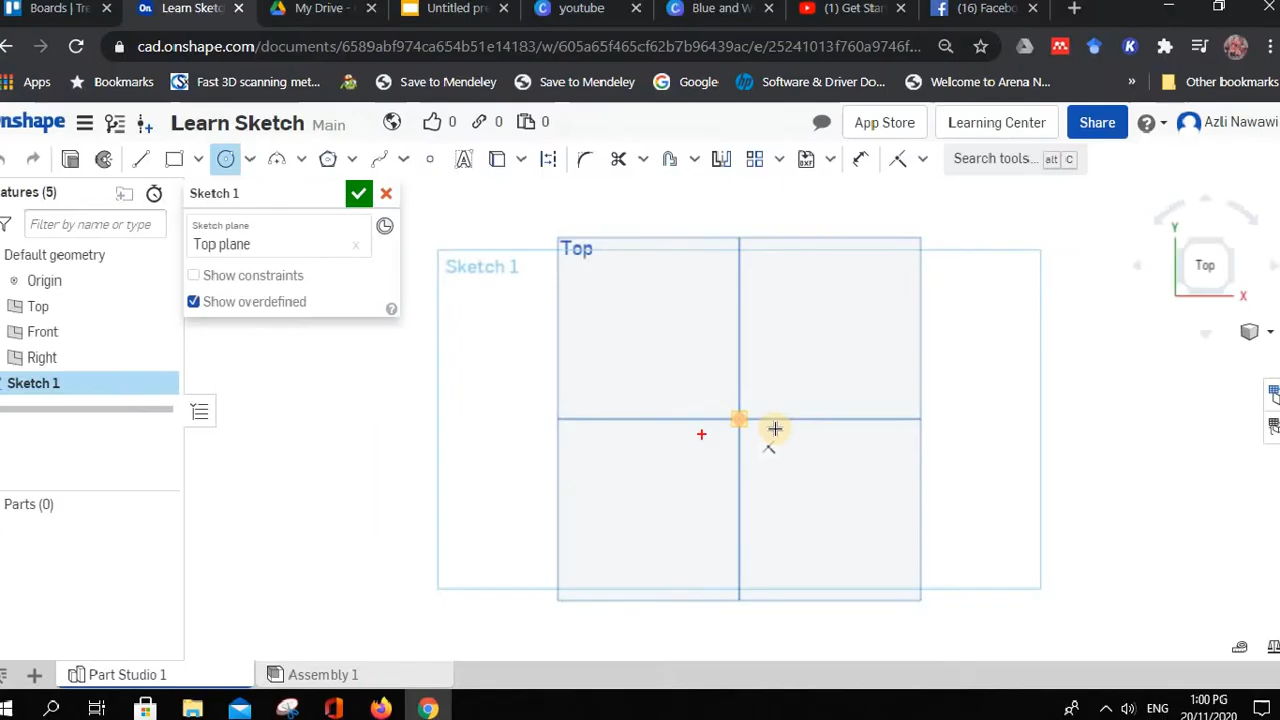 Boards | Tre
Learn Sketch
My Drive -
Untitled pre
youtube
Blue and W
(1) Get Star
(16) Facebo
cad.onshape.com/documents/6589abf974ca654b51e14183/w/605a65f465cf62b7b96439ac/e/25241013f760a9746f...
Apps
Bookmarks
Fast 3D scanning met...
Save to Mendeley
Save to Mendeley
Google
Software & Driver Do...
Welcome to Arena N...
»
Other bookmarks
nshape
Learn Sketch Main
0
0
0
App Store
Learning Center
Share
Azli Nawawi
Search tools... alt C
atures (5)
Filter by name or type
Default geometry
Origin
Top
Front
Right
Sketch 1
Parts (0)
Sketch 1
Sketch plane
Top plane
Show constraints
Show overdefined
Top
Sketch 1
Y
Top
X
Part Studio 1
Assembly 1
ENG
1:00 PG
20/11/2020